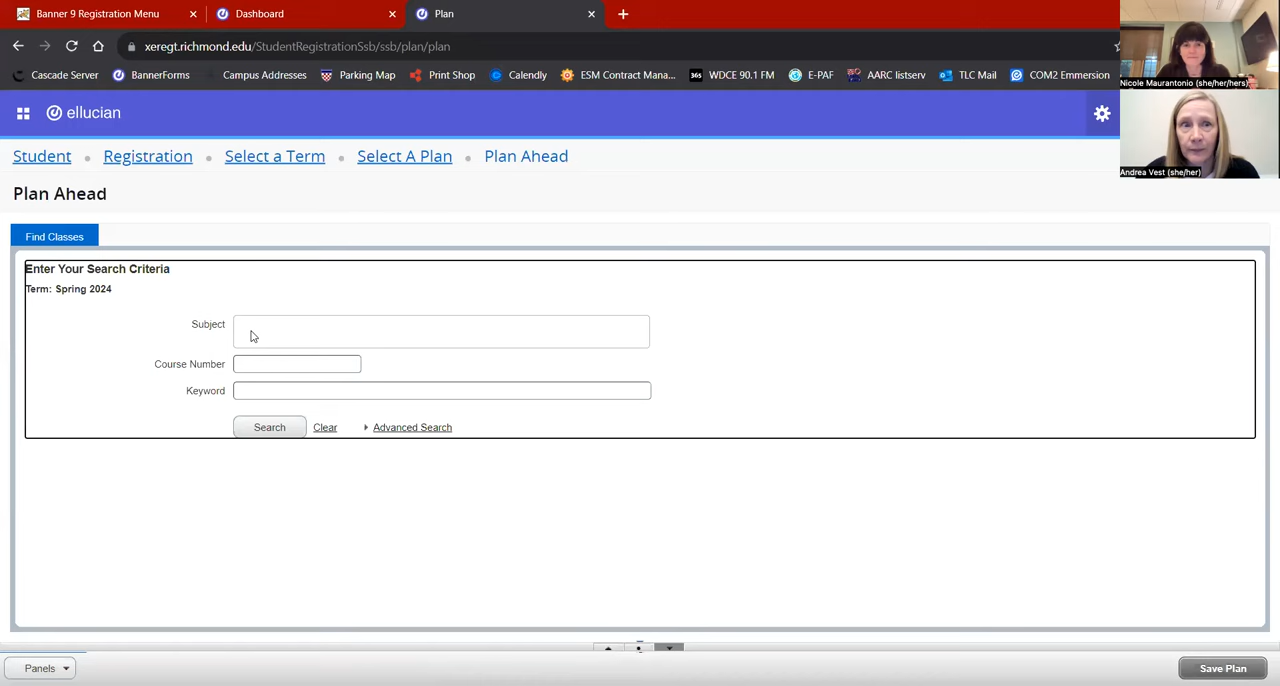 Banner 9 Registration Menu
Dashboard
Plan
xeregt.richmond.edu/StudentRegistrationSsb/ssb/plan/plan
Cascade Server
BannerForms
Campus Addresses
Parking Map
Print Shop
Calendly
ESM Contract Mana...
365
WDCE 90.1 FM
E-PAF
AARC listserv
TLC Mail
COM2 Emmersion
Nicole Maurantonio (she/her/hers)
Andrea Vest (she/her)
ellucian
Student
Registration
Select a Term
Select A Plan
Plan Ahead
Plan Ahead
Find Classes
Enter Your Search Criteria
Term: Spring 2024
Subject
Course Number
Keyword
Search
Clear
Advanced Search
Panels
Save Plan